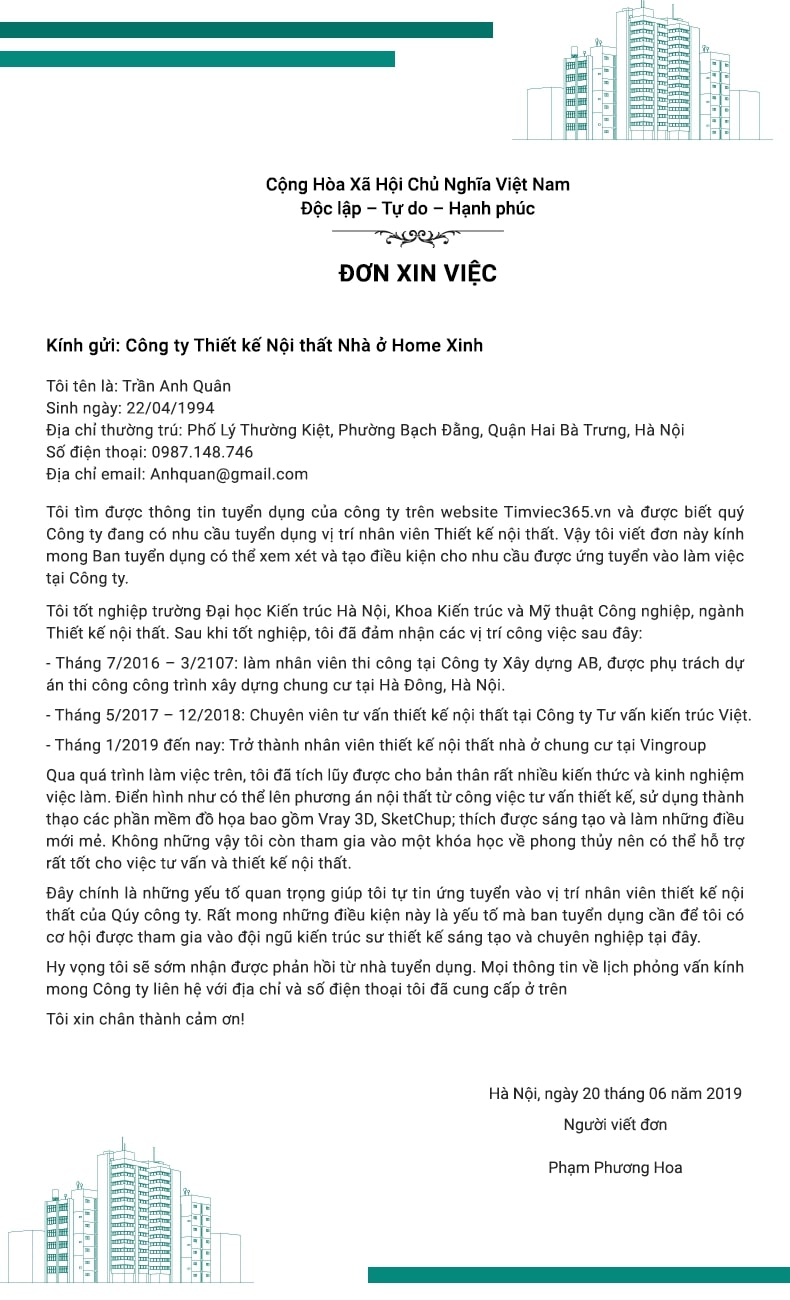 Cộng Hòa Xã Hội Chủ Nghĩa Việt Nam
Độc lập – Tự do – Hạnh phúc
ĐƠN XIN VIỆC
Kính gửi: Công ty Thiết kế Nội thất Nhà ở Home Xinh
Tôi tên là: Trần Anh Quân
Sinh ngày: 22/04/1994
Địa chỉ thường trú: Phố Lý Thường Kiệt, Phường Bạch Đằng, Quận Hai Bà Trưng, Hà Nội
Số điện thoại: 0987.148.746
Địa chỉ email: Anhquan@gmail.com
Tôi tìm được thông tin tuyển dụng của công ty trên website Timviec365.vn và được biết quý
Công ty đang có nhu cầu tuyển dụng vị trí nhân viên Thiết kế nội thất. Vậy tôi viết đơn này kính
mong Ban tuyển dụng có thể xem xét và tạo điều kiện cho nhu cầu được ứng tuyển vào làm việc
tại Công ty.
Tôi tốt nghiệp trường Đại học Kiến trúc Hà Nội, Khoa Kiến trúc và Mỹ thuật Công nghiệp, ngành
Thiết kế nội thất. Sau khi tốt nghiệp, tôi đã đảm nhận các vị trí công việc sau đây:
- Tháng 7/2016 – 3/2107: làm nhân viên thi công tại Công ty Xây dựng AB, được phụ trách dự
án thi công công trình xây dựng chung cư tại Hà Đông, Hà Nội.
- Tháng 5/2017 – 12/2018: Chuyên viên tư vấn thiết kế nội thất tại Công ty Tư vấn kiến trúc Việt.
- Tháng 1/2019 đến nay: Trở thành nhân viên thiết kế nội thất nhà ở chung cư tại Vingroup
Qua quá trình làm việc trên, tôi đã tích lũy được cho bản thân rất nhiều kiến thức và kinh nghiệm
việc làm. Điển hình như có thể lên phương án nội thất từ công việc tư vấn thiết kế, sử dụng thành
thạo các phần mềm đồ họa bao gồm Vray 3D, SketChup; thích được sáng tạo và làm những điều
mới mẻ. Không những vậy tôi còn tham gia vào một khóa học về phong thủy nên có thể hỗ trợ
rất tốt cho việc tư vấn và thiết kế nội thất.
Đây chính là những yếu tố quan trọng giúp tôi tự tin ứng tuyển vào vị trí nhân viên thiết kế nội
thất của Qúy công ty. Rất mong những điều kiện này là yếu tố mà ban tuyển dụng cần để tôi có
cơ hội được tham gia vào đội ngũ kiến trúc sư thiết kế sáng tạo và chuyên nghiệp tại đây.
Hy vọng tôi sẽ sớm nhận được phản hồi từ nhà tuyển dụng. Mọi thông tin về lịch phỏng vấn kính
mong Công ty liên hệ với địa chỉ và số điện thoại tôi đã cung cấp ở trên
Tôi xin chân thành cảm ơn!
Hà Nội, ngày 20 tháng 06 năm 2019
Người viết đơn
Phạm Phương Hoa